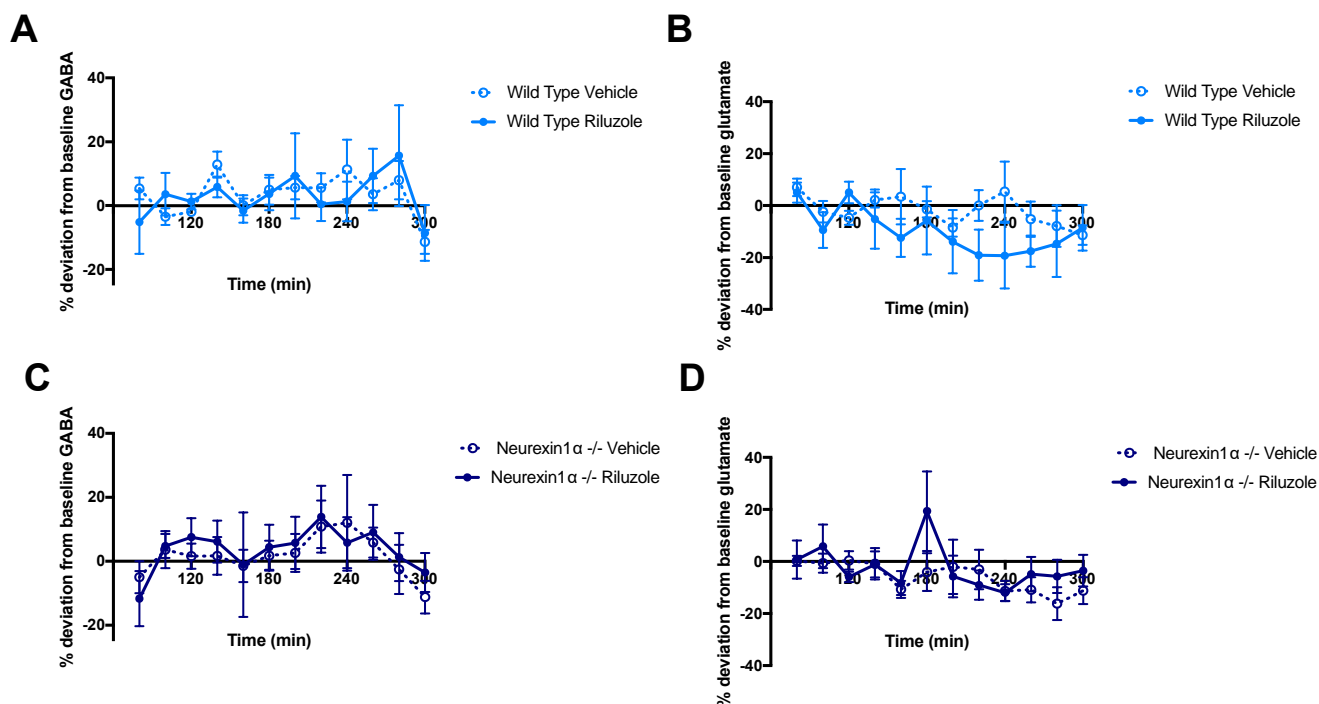 A
% deviation from baseline GABA
40
20
0
-20
120
180
240
300
Time (min)
Wild Type Vehicle
Wild Type Riluzole
B
% deviation from baseline glutamate
40
20
0
-20
-40
120
180
240
300
Time (min)
Wild Type Vehicle
Wild Type Riluzole
C
% deviation from baseline GABA
40
20
0
-20
120
180
240
300
Time (min)
Neurexin1α -/- Vehicle
Neurexin1α -/- Riluzole
D
% deviation from baseline glutamate
40
20
0
-20
-40
120
180
240
300
Time (min)
Neurexin1α -/- Vehicle
Neurexin1α -/- Riluzole